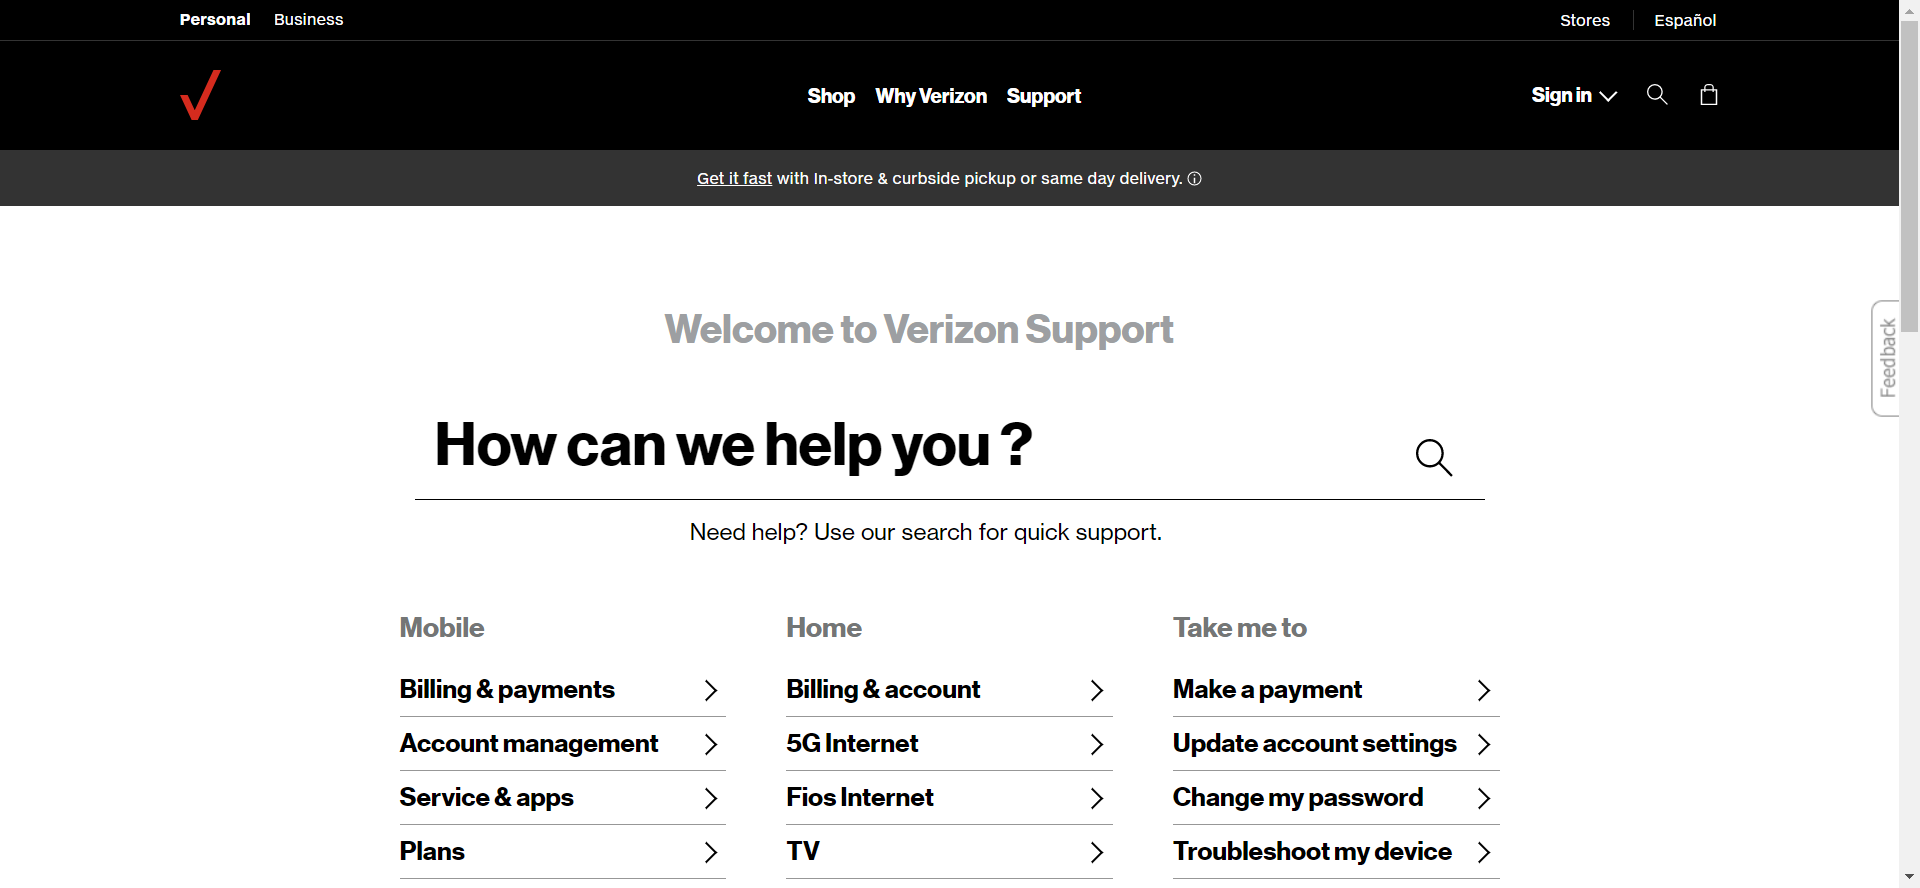 Personal Business Stores Español
Shop Why Verizon Support Sign in
Get it fast with In-store & curbside pickup or same day delivery.
Welcome to Verizon Support
Feedback
How can we help you ?
Need help? Use our search for quick support.
Mobile
Billing & payments
Account management
Service & apps
Plans
Home
Billing & account
5G Internet
Fios Internet
TV
Take me to
Make a payment
Update account settings
Change my password
Troubleshoot my device